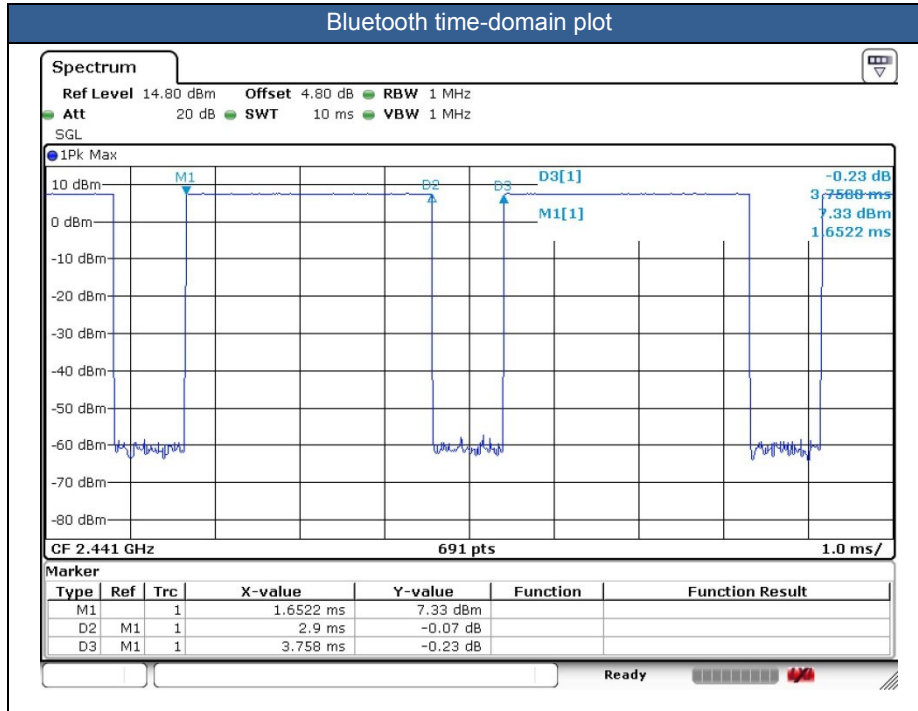 Bluetooth time-domain plot
Spectrum
Ref Level 14.80 dBm Offset 4.80 dB RBW 1 MHz
Att 20 dB SWT 10 ms VBW 1 MHz
SGL
1Pk Max
M1 D2 D3 D3[1] -0.23 dB
10 dBm 3.7580 ms
M1[1] 7.33 dBm
0 dBm 1.6522 ms
-10 dBm
-20 dBm
-30 dBm
-40 dBm
-50 dBm
-60 dBm
-70 dBm
-80 dBm
CF 2.441 GHz 691 pts 1.0 ms/
Marker
Type Ref Trc X-value Y-value Function Function Result
M1 1 1.6522 ms 7.33 dBm
D2 M1 1 2.9 ms -0.07 dB
D3 M1 1 3.758 ms -0.23 dB
Ready